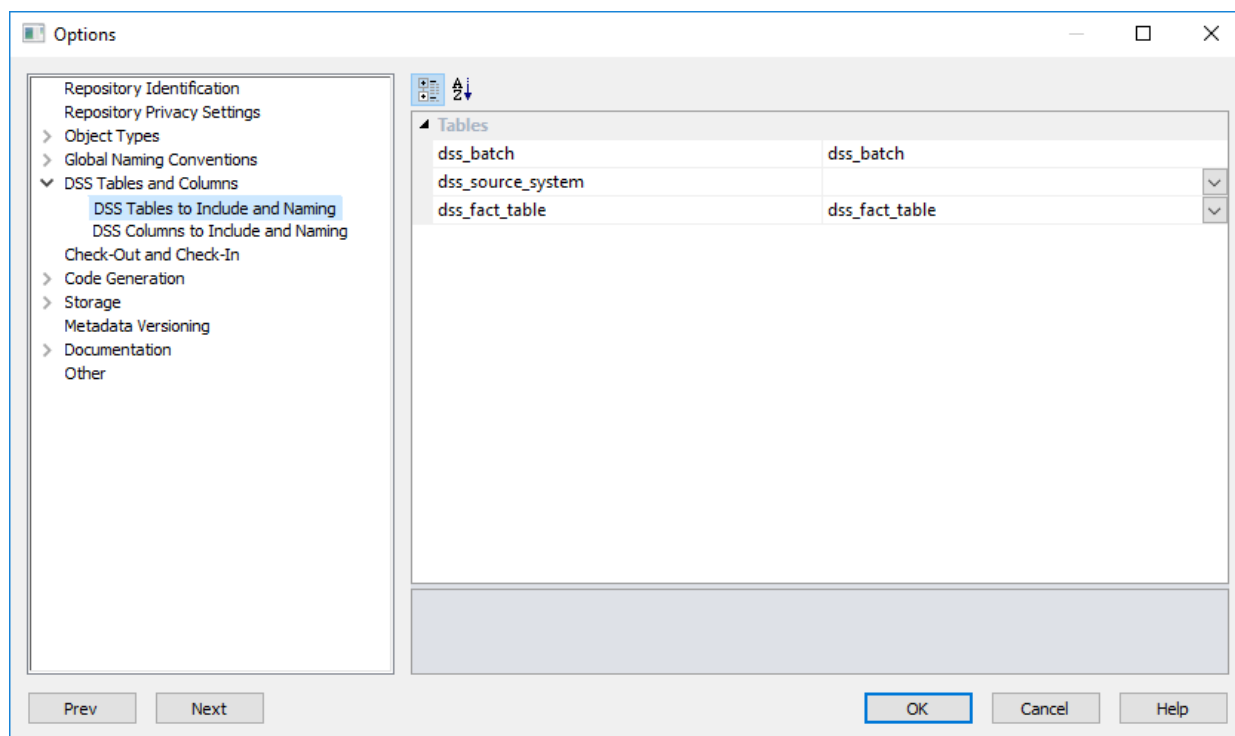 Options
Repository Identification
Repository Privacy Settings
Object Types
Global Naming Conventions
DSS Tables and Columns
DSS Tables to Include and Naming
DSS Columns to Include and Naming
Check-Out and Check-In
Code Generation
Storage
Metadata Versioning
Documentation
Other
A
Z
Tables
dss_batch dss_batch
dss_source_system
dss_fact_table dss_fact_table
Prev Next OK Cancel Help